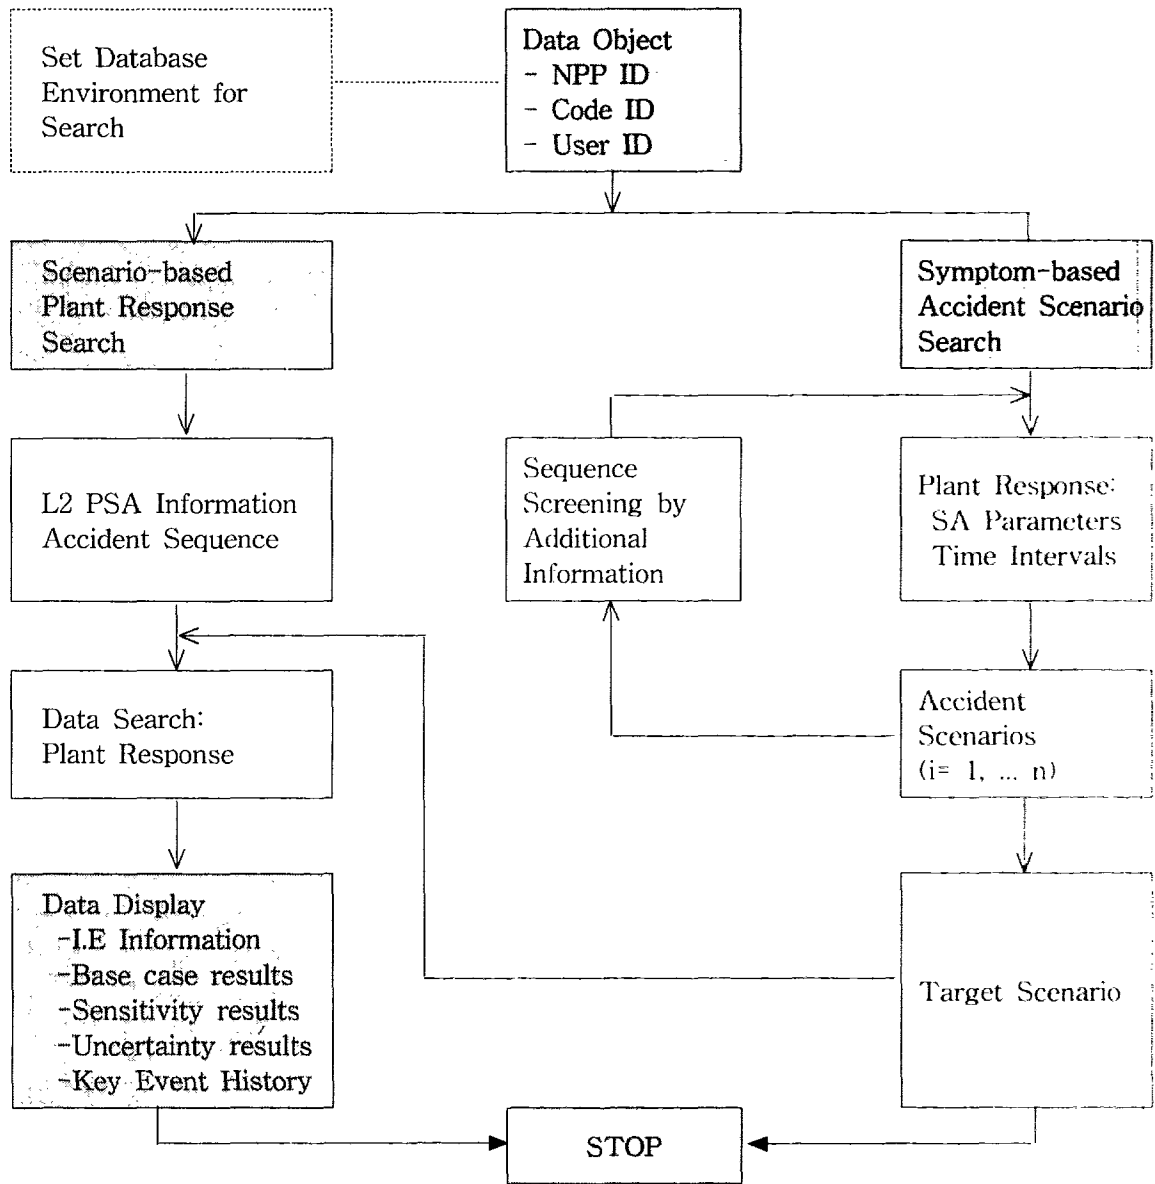 Set Database
Environment for
Search
Data Object
- NPP ID
- Code ID
- User ID
Scenario-based
Plant Response
Search
Symptom-based
Accident Scenario
Search
L2 PSA Information
Accident Sequence
Sequence
Screening by
Additional
Information
Plant Response:
SA Parameters
Time Intervals
Data Search:
Plant Response
Accident
Scenarios
(i= 1, ... n)
Data Display
-I.E Information
-Base case results
-Sensitivity results
-Uncertainty results
-Key Event History
Target Scenario
STOP